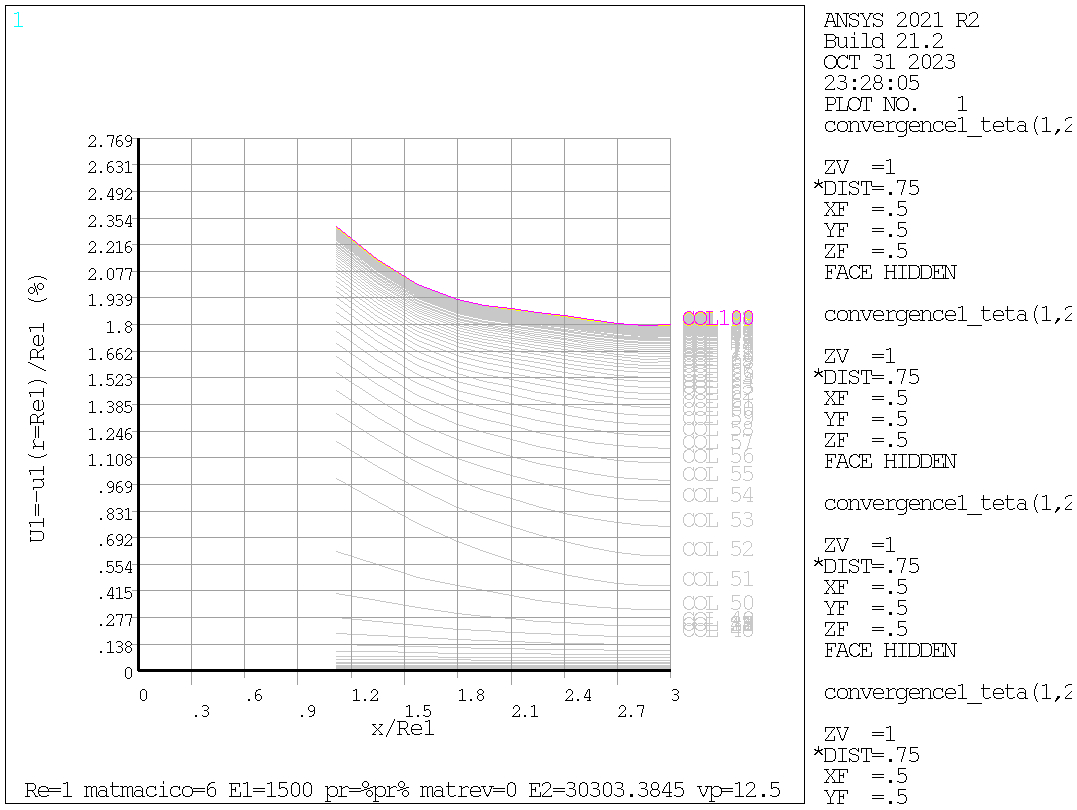 1
ANSYS 2021 R2
Build 21.2
OCT 31 2023
23:28:05
PLOT NO. 1
convergence1_teta(1,2
ZV =1
*DIST=.75
XF =.5
YF =.5
ZF =.5
FACE HIDDEN
convergence1_teta(1,2
ZV =1
*DIST=.75
XF =.5
YF =.5
ZF =.5
FACE HIDDEN
convergence1_teta(1,2
ZV =1
*DIST=.75
XF =.5
YF =.5
ZF =.5
FACE HIDDEN
convergence1_teta(1,2
ZV =1
*DIST=.75
XF =.5
YF =.5
2.769
2.631
2.492
2.354
2.216
2.077
1.939
1.8
1.662
1.523
1.385
1.246
1.108
.969
.831
.692
.554
.415
.277
.138
0
U1=-u1(r=Rel)/Rel (%)
COL100
COL 58
COL 57
COL 56
COL 55
COL 54
COL 53
COL 52
COL 51
COL 50
0
.3
.6
.9
1.2
1.5
1.8
2.1
2.4
2.7
3
x/Rel
Re=1 matmacico=6 E1=1500 pr=%pr% matrev=0 E2=30303.3845 vp=12.5